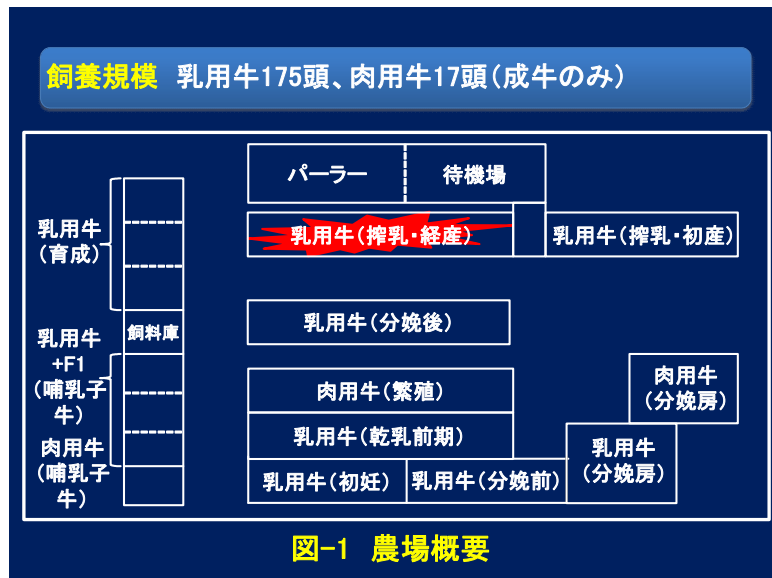 飼養規模 乳用牛175頭、肉用牛17頭(成牛のみ)
パーラー
待機場
乳用牛
(育成)
乳用牛(搾乳・経産)
乳用牛(搾乳・初産)
飼料庫
乳用牛(分娩後)
乳用牛
+F1
(哺乳子
牛)
肉用牛(繁殖)
肉用牛
(分娩房)
乳用牛(乾乳前期)
肉用牛
(哺乳子
牛)
乳用牛(初妊)
乳用牛(分娩前)
乳用牛
(分娩房)
図-1 農場概要